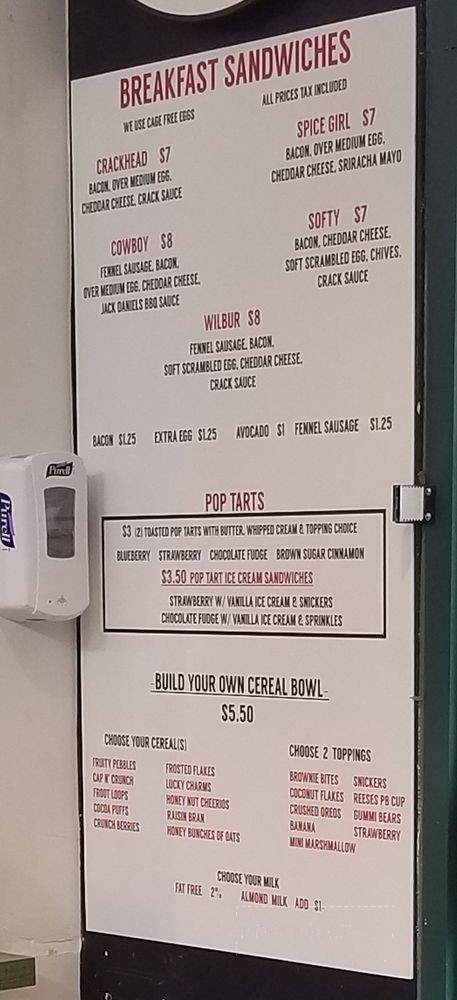 BREAKFAST SANDWICHES
WE USE CAGE FREE EGGS
ALL PRICES TAX INCLUDED
CRACKHEAD $7
BACON, OVER MEDIUM EGG,
CHEDDAR CHEESE, CRACK SAUCE
SPICE GIRL $7
BACON, OVER MEDIUM EGG,
CHEDDAR CHEESE, SRIRACHA MAYO
COWBOY $8
FENNEL SAUSAGE, BACON,
OVER MEDIUM EGG, CHEDDAR CHEESE,
JACK DANIELS BBQ SAUCE
SOFTY $7
BACON, CHEDDAR CHEESE,
SOFT SCRAMBLED EGG, CHIVES,
CRACK SAUCE
WILBUR $8
FENNEL SAUSAGE, BACON,
SOFT SCRAMBLED EGG, CHEDDAR CHEESE,
CRACK SAUCE
BACON $1.25 EXTRA EGG $1.25 AVOCADO $1 FENNEL SAUSAGE $1.25
Purell
Purell
POP TARTS
$3 (2) TOASTED POP TARTS WITH BUTTER, WHIPPED CREAM & TOPPING CHOICE
BLUEBERRY STRAWBERRY CHOCOLATE FUDGE BROWN SUGAR CINNAMON
$3.50 POP TART ICE CREAM SANDWICHES
STRAWBERRY W/ VANILLA ICE CREAM & SNICKERS
CHOCOLATE FUDGE W/ VANILLA ICE CREAM & SPRINKLES
-BUILD YOUR OWN CEREAL BOWL-
$5.50
CHOOSE YOUR CEREAL(S)
FRUITY PEBBLES
CAP N' CRUNCH
FROOT LOOPS
COCOA PUFFS
CRUNCH BERRIES
FROSTED FLAKES
LUCKY CHARMS
HONEY NUT CHEERIOS
RAISIN BRAN
HONEY BUNCHES OF OATS
CHOOSE 2 TOPPINGS
BROWNIE BITES
COCONUT FLAKES
CRUSHED OREOS
BANANA
MINI MARSHMALLOW
SNICKERS
REESES PB CUP
GUMMI BEARS
STRAWBERRY
CHOOSE YOUR MILK
FAT FREE 2% ALMOND MILK ADD $1-